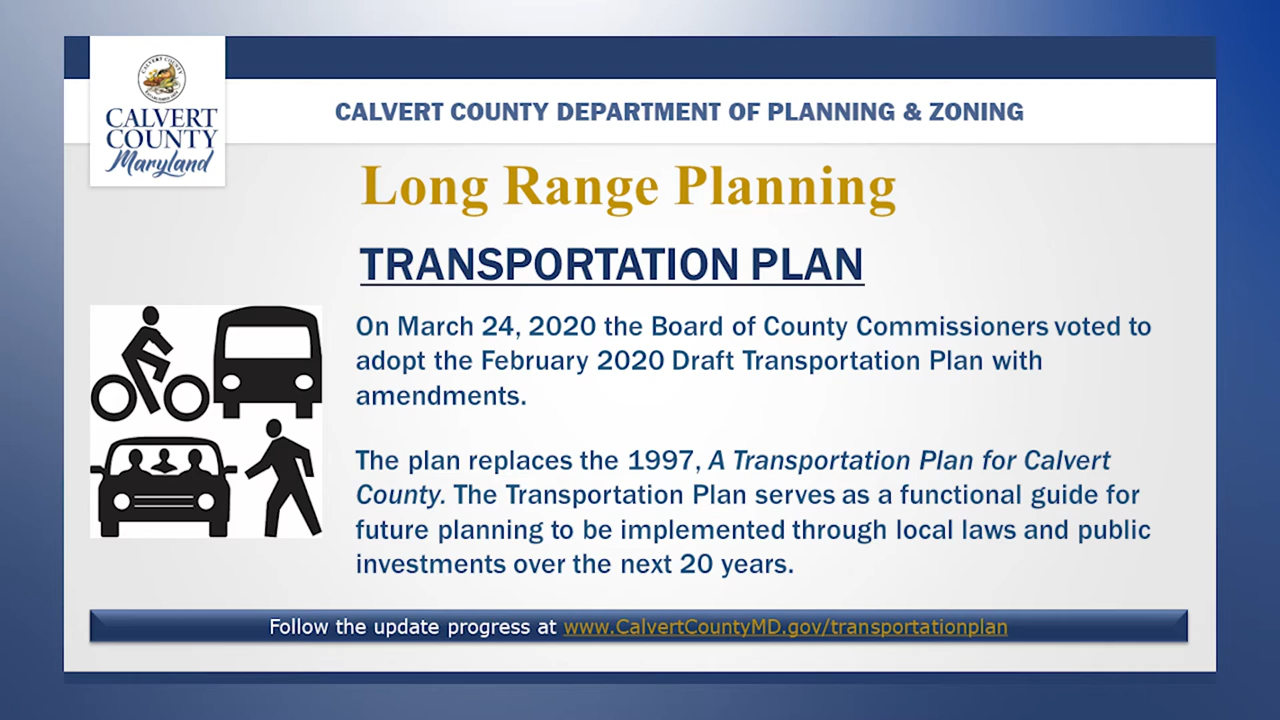 CALVERT COUNTY
CALVERT
COUNTY
Maryland
CALVERT COUNTY DEPARTMENT OF PLANNING & ZONING
Long Range Planning
TRANSPORTATION PLAN
On March 24, 2020 the Board of County Commissioners voted to
adopt the February 2020 Draft Transportation Plan with
amendments.
The plan replaces the 1997, A Transportation Plan for Calvert
County. The Transportation Plan serves as a functional guide for
future planning to be implemented through local laws and public
investments over the next 20 years.
Follow the update progress at www.CalvertCountyMD.gov/transportationplan